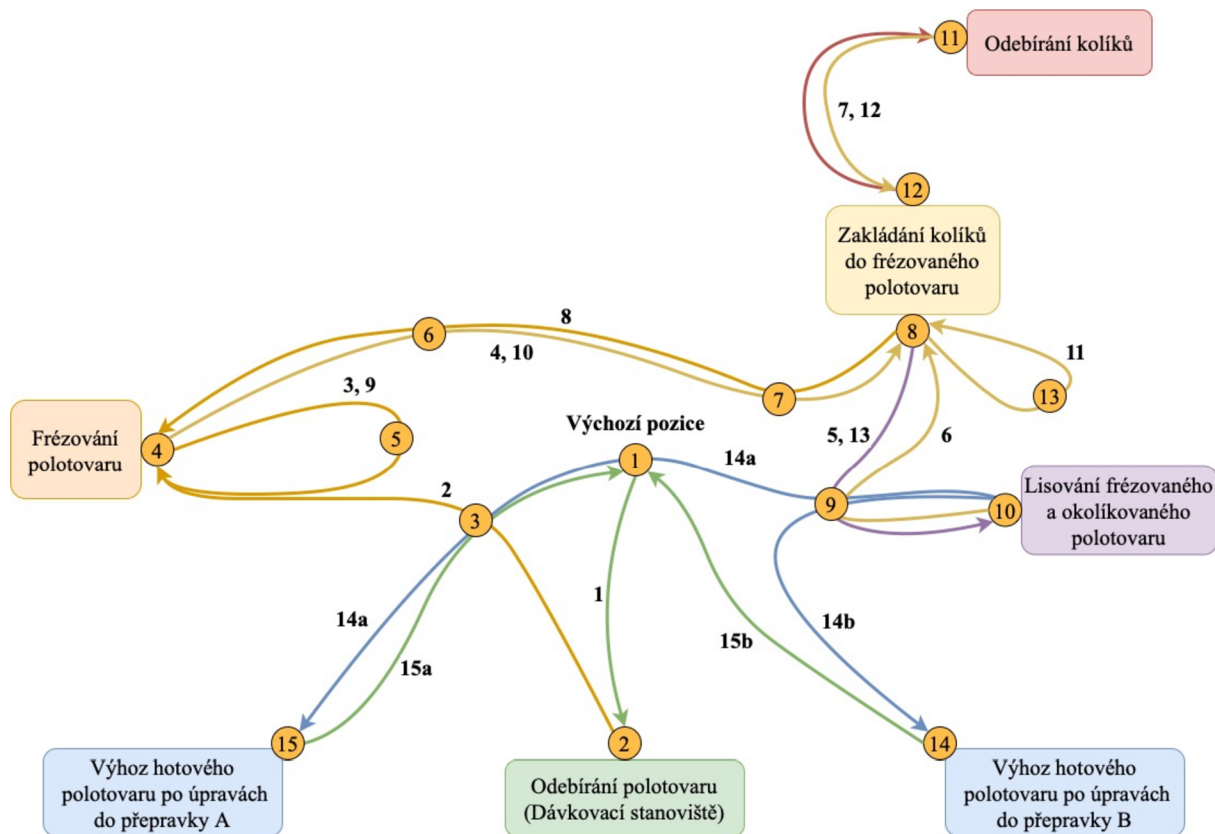 11
Odebírání kolíků
7, 12
12
Zakládání kolíků
do frézovaného
polotovaru
8
6
8
4, 10
11
7
13
3, 9
Frézování
polotovaru
4
5
Výchozí pozice
5, 13
6
1
14a
2
3
9
10
Lisování frézovaného
a okolíkovaného
polotovaru
1
14a
15a
15b
14b
15
2
14
Výhoz hotového
polotovaru po úpravách
do přepravky A
Odebírání polotovaru
(Dávkovací stanoviště)
Výhoz hotového
polotovaru po úpravách
do přepravky B